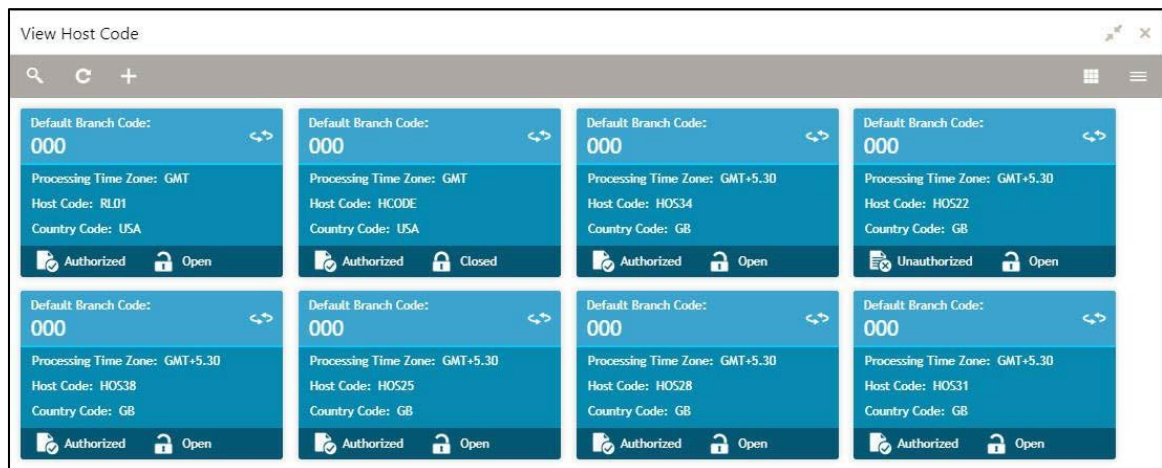 View Host Code
Default Branch Code:
000
Processing Time Zone: GMT
Host Code: RL01
Country Code: USA
Authorized Open
Default Branch Code:
000
Processing Time Zone: GMT
Host Code: HCODE
Country Code: USA
Authorized Closed
Default Branch Code:
000
Processing Time Zone: GMT+5.30
Host Code: HOS34
Country Code: GB
Authorized Open
Default Branch Code:
000
Processing Time Zone: GMT+5.30
Host Code: HOS22
Country Code: GB
Unauthorized Open
Default Branch Code:
000
Processing Time Zone: GMT+5.30
Host Code: HOS38
Country Code: GB
Authorized Open
Default Branch Code:
000
Processing Time Zone: GMT+5.30
Host Code: HOS25
Country Code: GB
Authorized Open
Default Branch Code:
000
Processing Time Zone: GMT+5.30
Host Code: HOS28
Country Code: GB
Authorized Open
Default Branch Code:
000
Processing Time Zone: GMT+5.30
Host Code: HOS31
Country Code: GB
Authorized Open